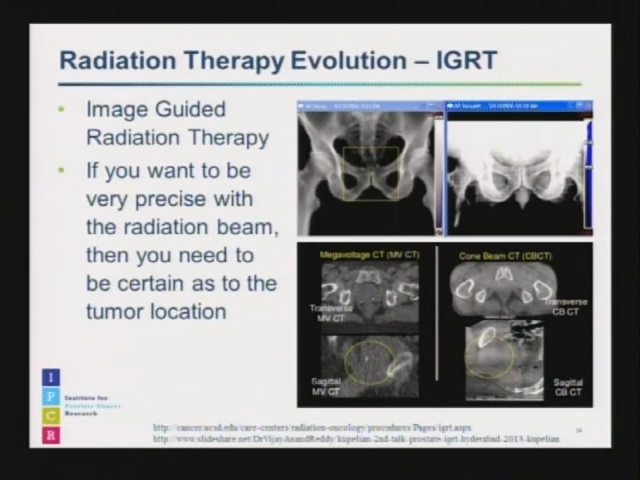 Radiation Therapy Evolution – IGRT
• Image Guided
Radiation Therapy
• If you want to be
very precise with
the radiation beam,
then you need to
be certain as to the
tumor location
Megavoltage CT (MV CT)
Cone Beam CT (CBCT)
Transverse
MV CT
Transverse
CB CT
Sagittal
MV CT
Sagittal
CB CT
I
P
C
R
Institute for
Prostate Cancer
Research
http://cancer.ucsd.edu/care-centers/radiation-oncology/procedures/Pages/igrt.aspx
http://www.slideshare.net/DrVijayAnandReddy/kupelian-2nd-talk-prostate-igrt-hyderabad-2013-kupelian